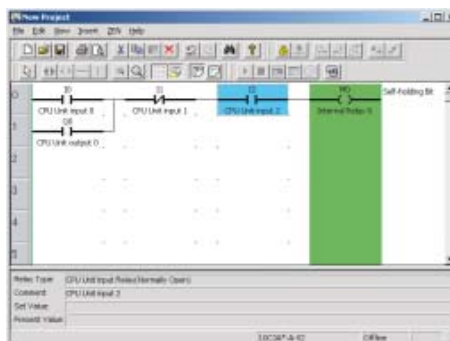 New Project
File Edit View Insert ZEN Help
0 I0 I1 I2 M0 Self-holding Bit
CPU Unit input 0 CPU Unit input 1 CPU Unit input 2 Internal Relay 0
1 Q0
CPU Unit output 0
2
3
4
5
Relay Type: CPU Unit Input Relay(Normally Open)
Comment: CPU Unit input 2
Set Value:
Present Value:
Offline